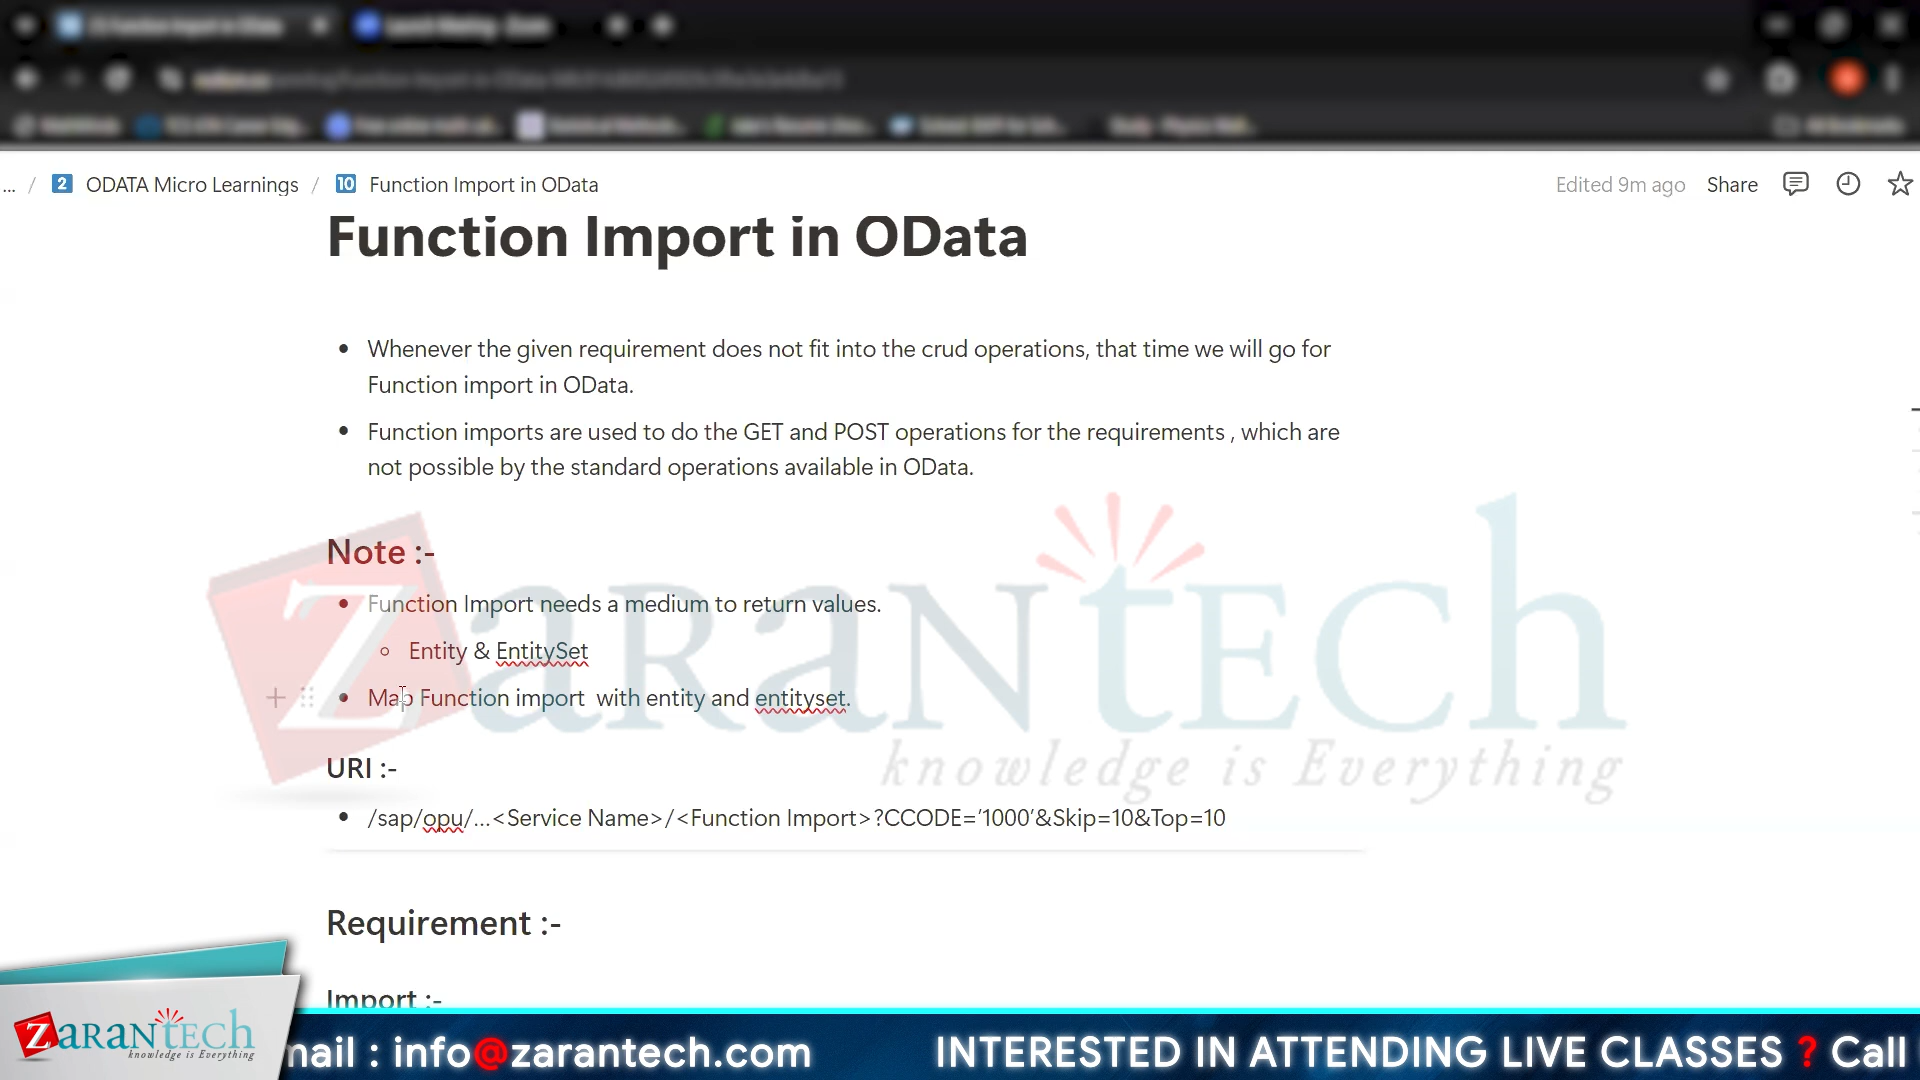 ... / 2 ODATA Micro Learnings / 10 Function Import in OData
Edited 9m ago Share
Function Import in OData
• Whenever the given requirement does not fit into the crud operations, that time we will go for
Function import in OData.
• Function imports are used to do the GET and POST operations for the requirements , which are
not possible by the standard operations available in OData.
Note :-
• Function Import needs a medium to return values.
◦ Entity & EntitySet
• Map Function import  with entity and entityset.
URI :-
• /sap/opu/...<Service Name>/<Function Import>?CCODE='1000'&Skip=10&Top=10
Requirement :-
Import :-
ZARANTECH
knowledge is Everything
ZARANTECH
knowledge is Everything
mail : info@zarantech.com
INTERESTED IN ATTENDING LIVE CLASSES ? Call